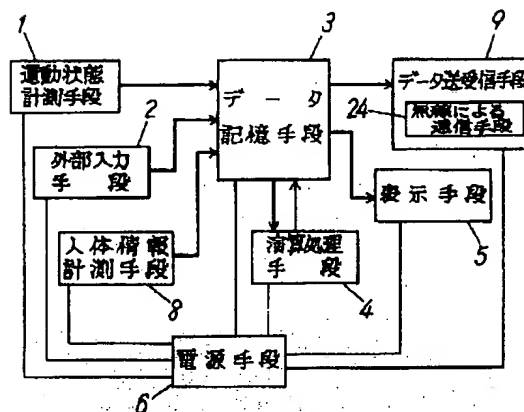 1
運動状態
計測手段
2
外部入力
手段
人体情報
計測手段
8
3
データ
記憶手段
演算処理
手段
4
電源手段
6
9
データ送受信手段
24
無線による
通信手段
表示手段
5